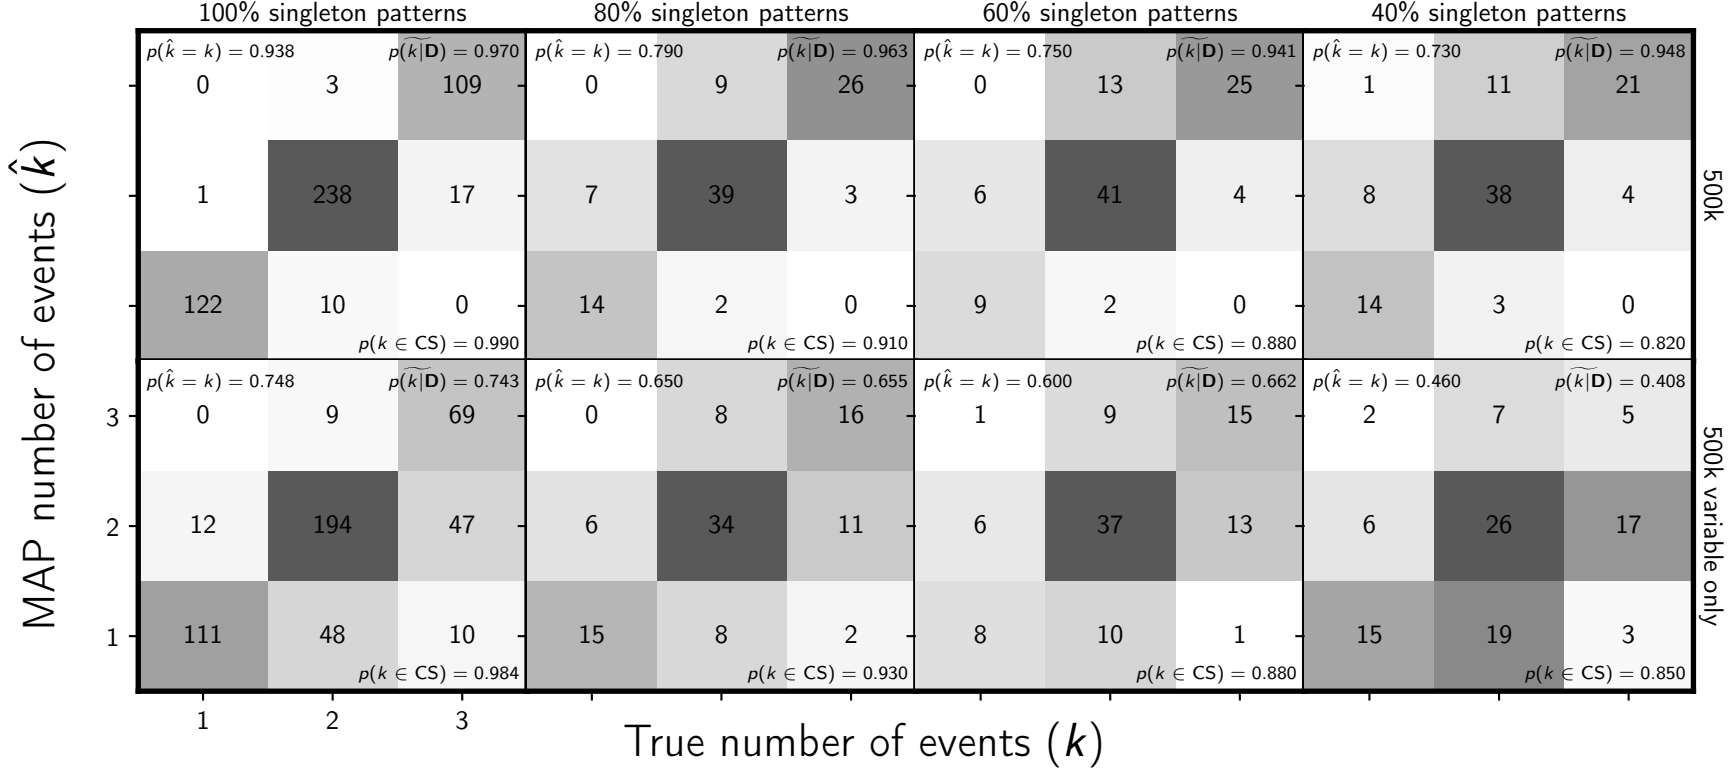 100% singleton patterns 80% singleton patterns 60% singleton patterns 40% singleton patterns
p(k̂ = k) = 0.938 p(k|D) = 0.970 p(k̂ = k) = 0.790 p(k|D) = 0.963 p(k̂ = k) = 0.750 p(k|D) = 0.941 p(k̂ = k) = 0.730 p(k|D) = 0.948
0 3 109 0 9 26 0 13 25 1 11 21
1 238 17 7 39 3 6 41 4 8 38 4
122 10 0 14 2 0 9 2 0 14 3 0
p(k ∈ CS) = 0.990 p(k ∈ CS) = 0.910 p(k ∈ CS) = 0.880 p(k ∈ CS) = 0.820
500k
p(k̂ = k) = 0.748 p(k|D) = 0.743 p(k̂ = k) = 0.650 p(k|D) = 0.655 p(k̂ = k) = 0.600 p(k|D) = 0.662 p(k̂ = k) = 0.460 p(k|D) = 0.408
3 0 9 69 0 8 16 1 9 15 2 7 5
2 12 194 47 6 34 11 6 37 13 6 26 17
1 111 48 10 15 8 2 8 10 1 15 19 3
p(k ∈ CS) = 0.984 p(k ∈ CS) = 0.930 p(k ∈ CS) = 0.880 p(k ∈ CS) = 0.850
500k variable only
1 2 3
MAP number of events (k̂)
True number of events (k)